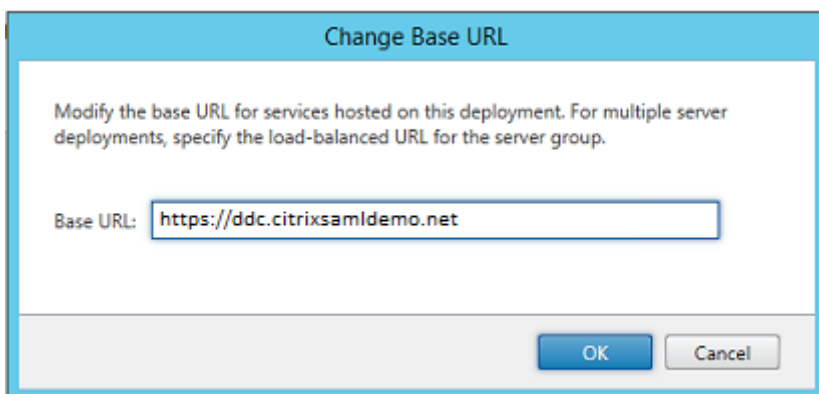 Change Base URL
Modify the base URL for services hosted on this deployment. For multiple server
deployments, specify the load-balanced URL for the server group.
Base URL: https://ddc.citrixsamldemo.net
OK Cancel